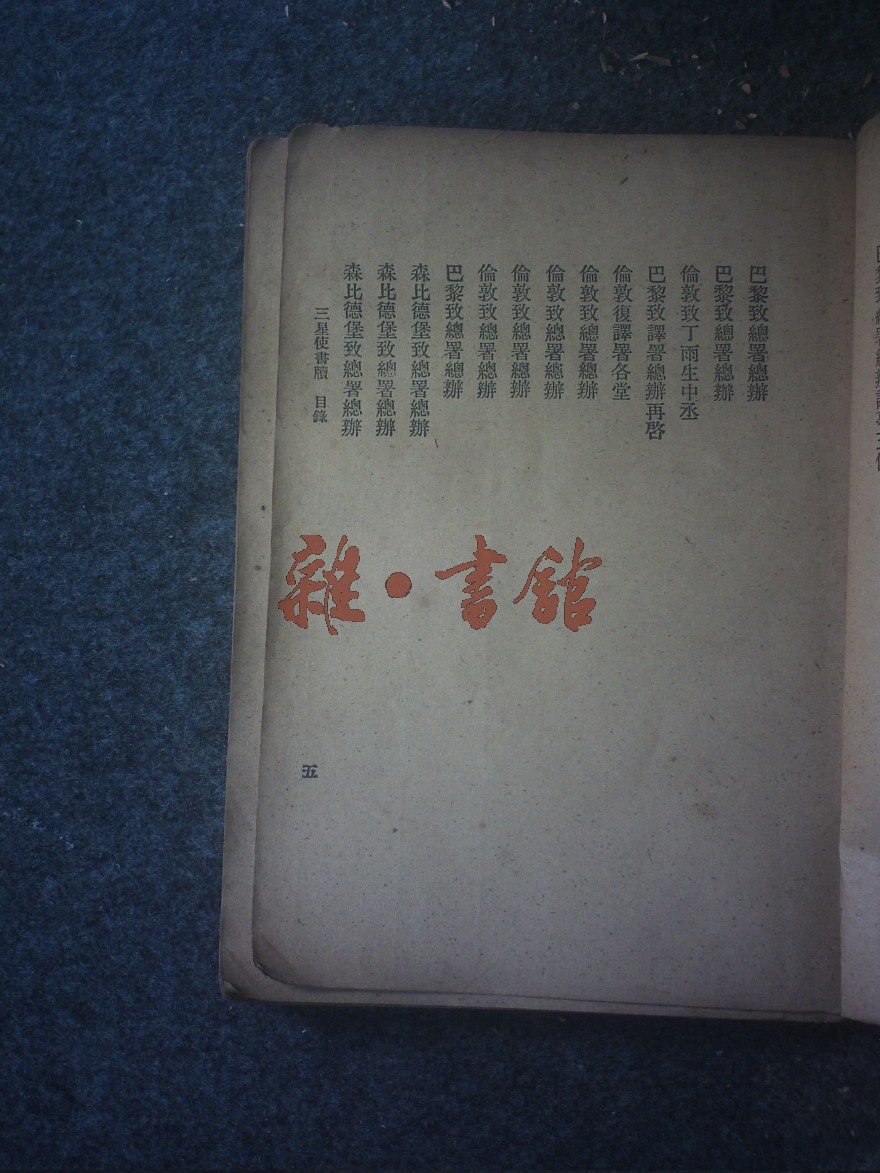 巴黎致總署總辦
巴黎致總署總辦
倫敦致丁雨生中丞
巴黎致譯署總辦再啓
倫敦復譯署各堂
倫敦致總署總辦
倫敦致總署總辦
倫敦致總署總辦
倫敦致總署總辦
巴黎致總署總辦
森比德堡致總署總辦
森比德堡致總署總辦
森比德堡致總署總辦
三星使書牘 目錄
五
雜·書館